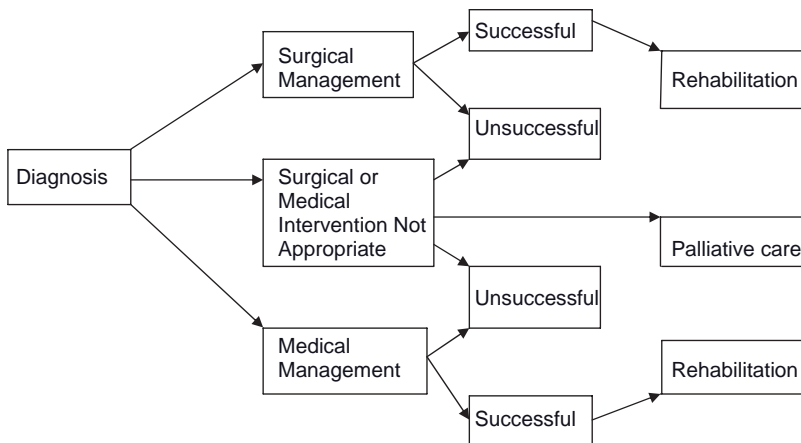 Successful
Surgical
Management
Rehabilitation
Unsuccessful
Diagnosis
Surgical or
Medical
Intervention Not
Appropriate
Palliative care
Unsuccessful
Medical
Management
Rehabilitation
Successful